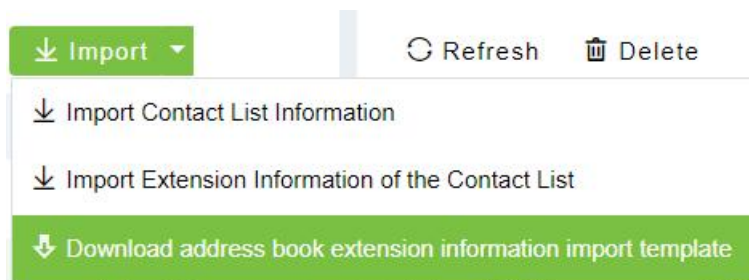 Import
Refresh
Delete
Import Contact List Information
Import Extension Information of the Contact List
Download address book extension information import template